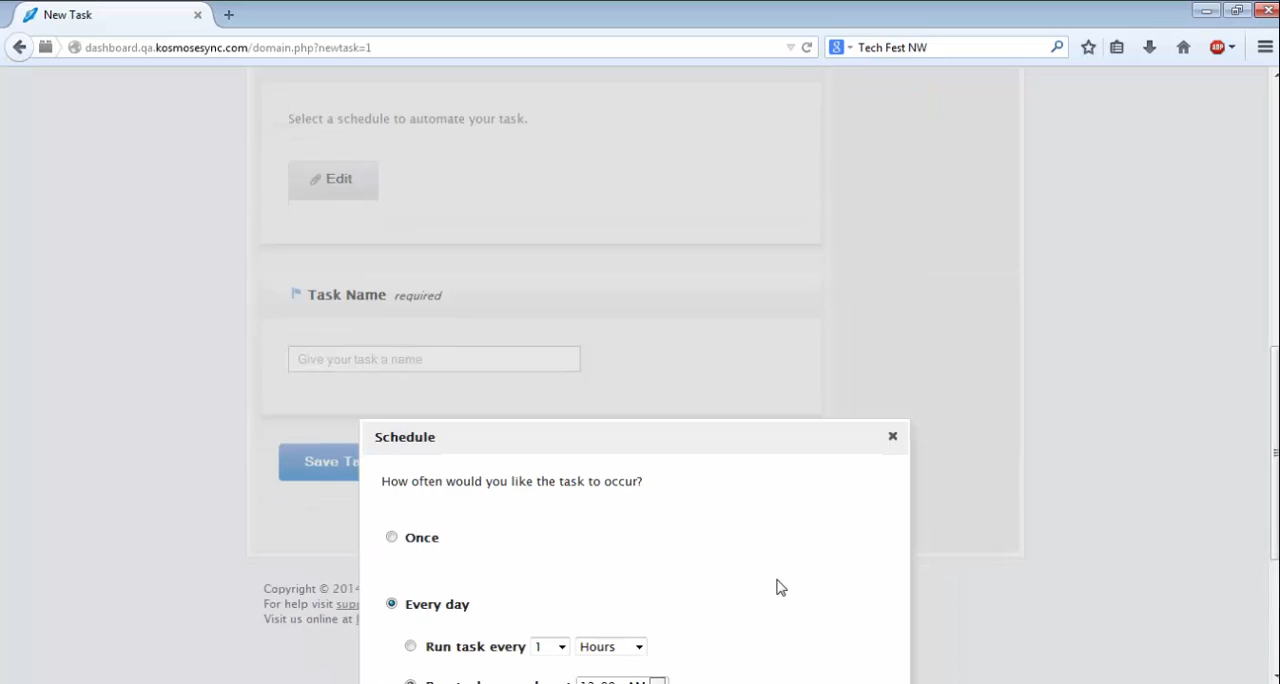 New Task
dashboard.qa.kosmosesync.com/domain.php?newtask=1
Tech Fest NW
Select a schedule to automate your task.
Edit
Task Name required
Give your task a name
Schedule
Save Ta
How often would you like the task to occur?
Once
Copyright © 2014
For help visit supp
Visit us online at
Every day
Run task every 1 Hours